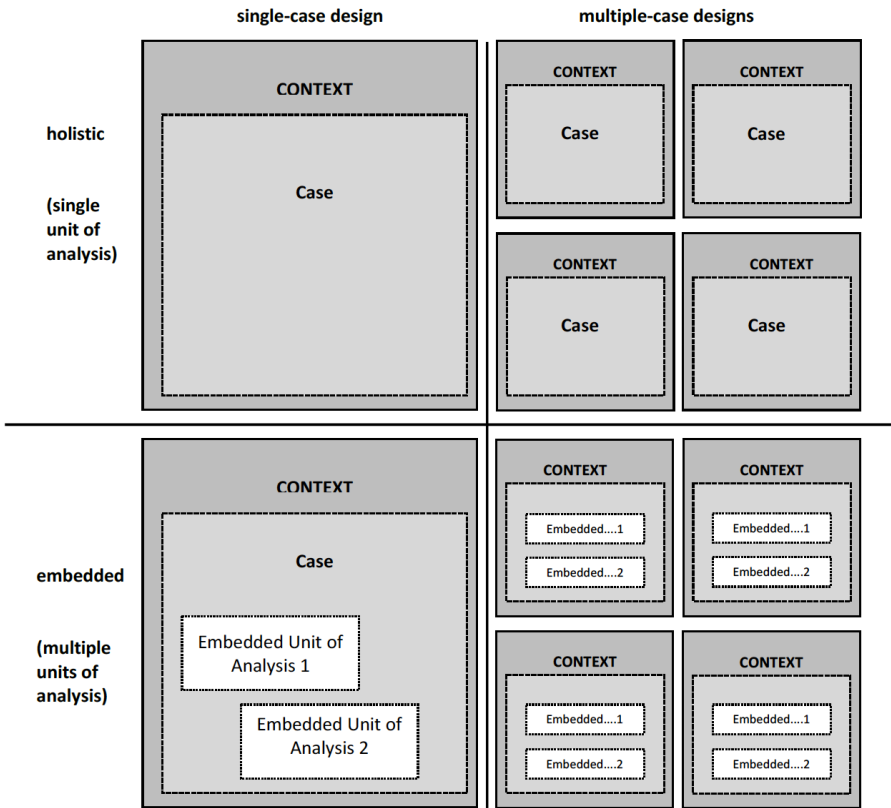 single-case design
multiple-case designs
holistic
(single
unit of
analysis)
CONTEXT
Case
CONTEXT
Case
CONTEXT
Case
CONTEXT
Case
CONTEXT
Case
embedded
(multiple
units of
analysis)
CONTEXT
Case
Embedded Unit of
Analysis 1
Embedded Unit of
Analysis 2
CONTEXT
Embedded....1
Embedded....2
CONTEXT
Embedded....1
Embedded....2
CONTEXT
Embedded....1
Embedded....2
CONTEXT
Embedded....1
Embedded....2